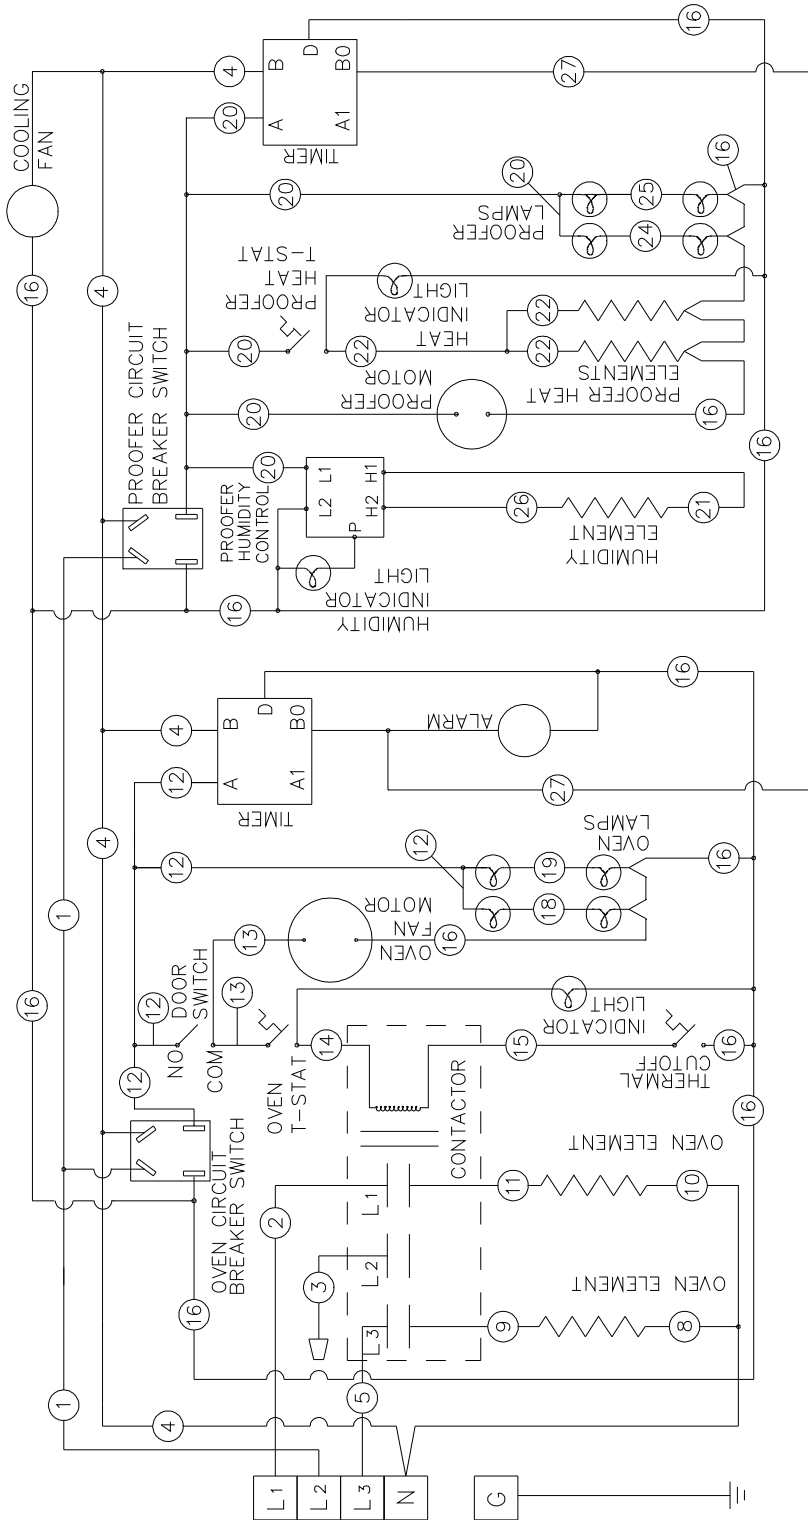 COOLING
FAN
16
4
20
B
D
A
B0
A1
TIMER
16
27
4
16
PROOFER CIRCUIT
BREAKER SWITCH
20
PROOFER
HEAT
T-STAT
20
20
25
24
16
PROOFER
LAMPS
22
HEAT
INDICATOR
LIGHT
22
22
PROOFER HEAT
ELEMENTS
20
PROOFER
MOTOR
16
16
20
PROOFER
HUMIDITY
CONTROL
L1
L2
H1
H2
P
26
21
HUMIDITY
ELEMENT
HUMIDITY
INDICATOR
LIGHT
16
4
12
B
D
A
B0
A1
TIMER
ALARM
16
27
4
1
16
12
12
19
18
16
OVEN
LAMPS
13
OVEN
FAN
MOTOR
16
12
12
NO
DOOR
SWITCH
COM
13
OVEN
T-STAT
14
15
INDICATOR
LIGHT
THERMAL
CUTOFF
16
16
OVEN CIRCUIT
BREAKER SWITCH
16
CONTACTOR
L1
L2
L3
2
3
5
11
10
OVEN ELEMENT
9
8
OVEN ELEMENT
1
4
L1
L2
L3
N
G